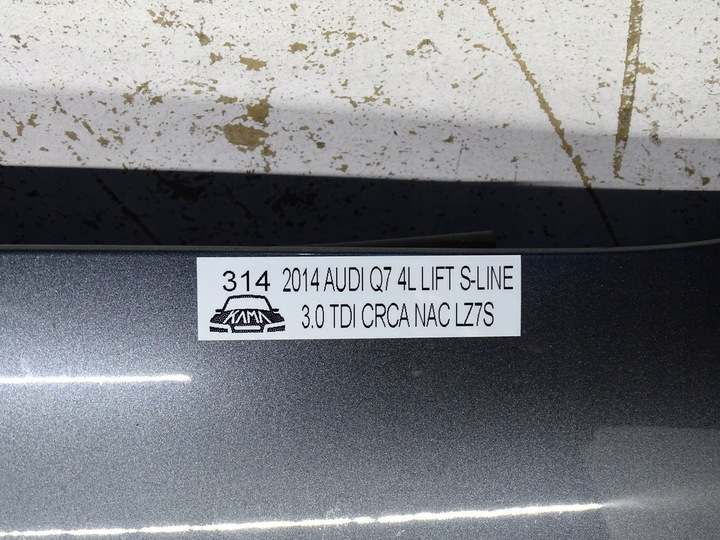 314 2014 AUDI Q7 4L LIFT S-LINE
KAMA 3.0 TDI CRCA NAC LZ7S